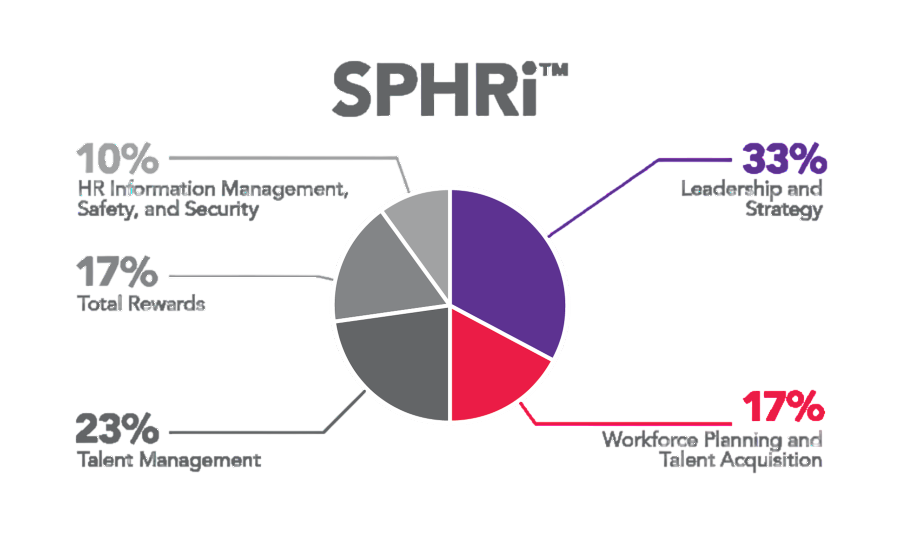 SPHRi™
10%
HR Information Management,
Safety, and Security
17%
Total Rewards
23%
Talent Management
33%
Leadership and
Strategy
17%
Workforce Planning and
Talent Acquisition